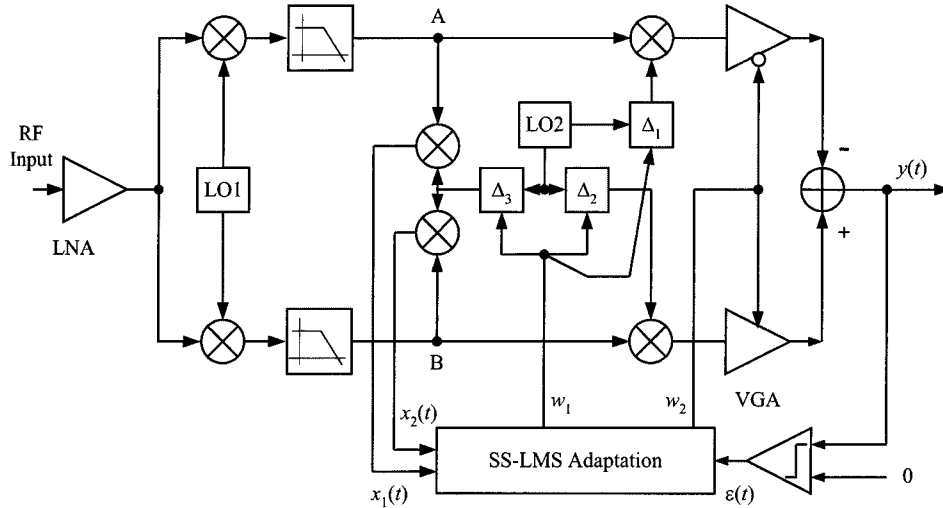 A
RF
Input
LO1
LNA
LO2
Δ₁
Δ₃
Δ₂
-
y(t)
+
B
w₁
w₂
VGA
x₂(t)
SS-LMS Adaptation
x₁(t)
ε(t)
0